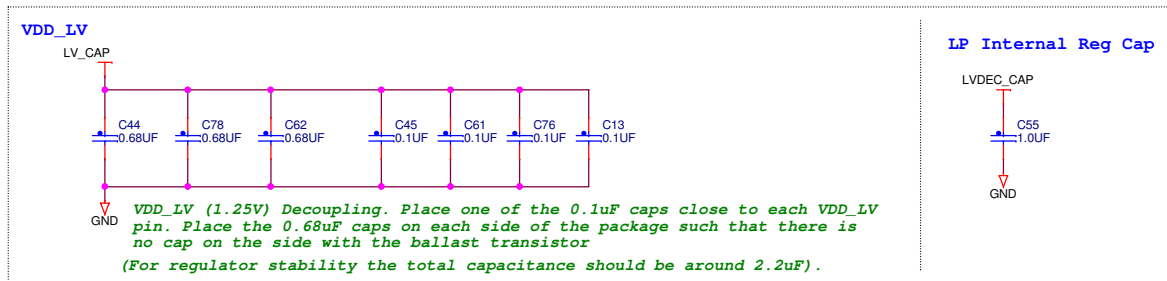 VDD_LV
LV_CAP
C44
0.68UF
C78
0.68UF
C62
0.68UF
C45
0.1UF
C61
0.1UF
C76
0.1UF
C13
0.1UF
GND
VDD_LV (1.25V) Decoupling. Place one of the 0.1uF caps close to each VDD_LV
pin. Place the 0.68uF caps on each side of the package such that there is
no cap on the side with the ballast transistor
(For regulator stability the total capacitance should be around 2.2uF).
LP Internal Reg Cap
LVDEC_CAP
C55
1.0UF
GND